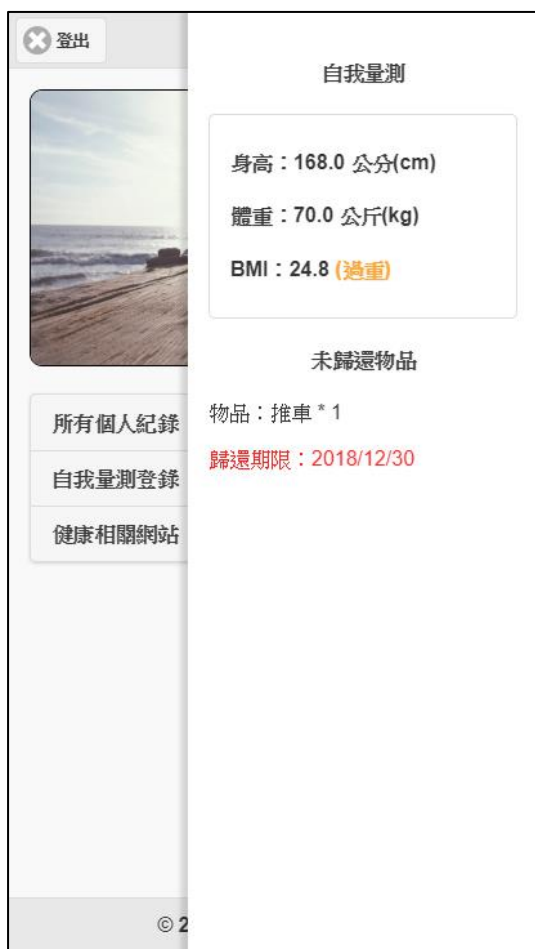 登出
自我量測
身高：168.0 公分(cm)
體重：70.0 公斤(kg)
BMI：24.8 (過重)
未歸還物品
物品：推車 * 1
歸還期限：2018/12/30
所有個人紀錄
自我量測登錄
健康相關網站
© 2